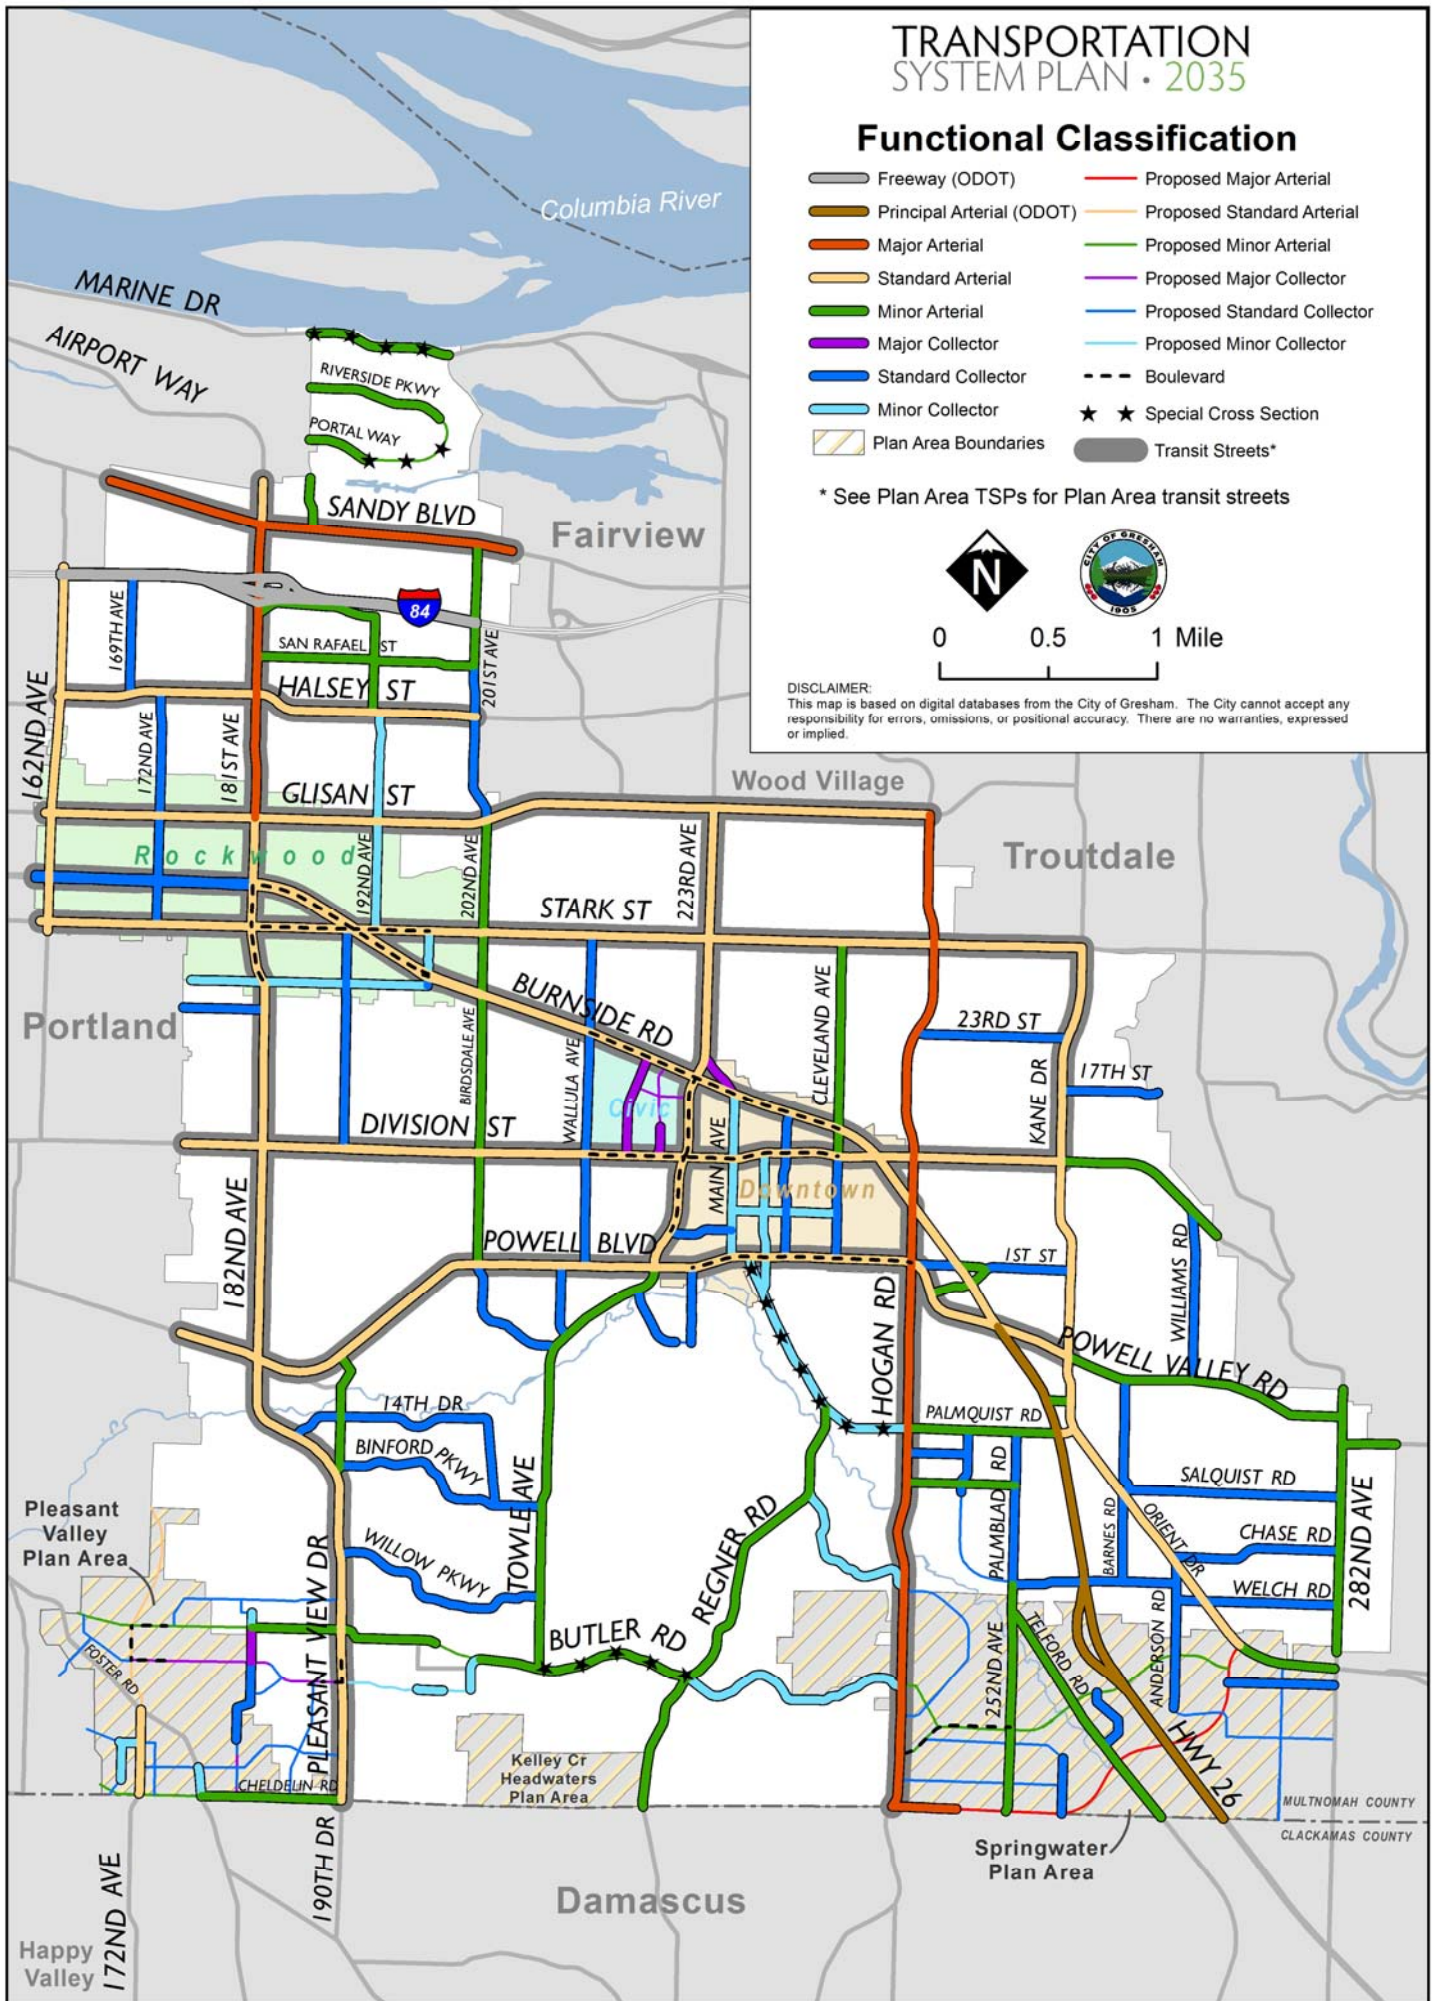 TRANSPORTATION
SYSTEM PLAN • 2035
Functional Classification
Freeway (ODOT)
Principal Arterial (ODOT)
Major Arterial
Standard Arterial
Minor Arterial
Major Collector
Standard Collector
Minor Collector
Plan Area Boundaries
Proposed Major Arterial
Proposed Standard Arterial
Proposed Minor Arterial
Proposed Major Collector
Proposed Standard Collector
Proposed Minor Collector
Boulevard
Special Cross Section
Transit Streets*
* See Plan Area TSPs for Plan Area transit streets
N
CITY OF GRESHAM
1905
0 0.5 1 Mile
DISCLAIMER:
This map is based on digital databases from the City of Gresham. The City cannot accept any
responsibility for errors, omissions, or positional accuracy. There are no warranties, expressed
or implied.
Columbia River
MARINE DR
AIRPORT WAY
RIVERSIDE PKWY
PORTAL WAY
SANDY BLVD
Fairview
84
169TH AVE
SAN RAFAEL ST
201ST AVE
HALSEY ST
162ND AVE
172ND AVE
181ST AVE
GLISAN ST
Wood Village
Rockwood
192ND AVE
202ND AVE
223RD AVE
Troutdale
STARK ST
BURNSIDE RD
Portland
BIRDSDALE AVE
WALLULA AVE
CLEVELAND AVE
23RD ST
KANE DR
17TH ST
Civic
DIVISION ST
MAIN AVE
Downtown
182ND AVE
POWELL BLVD
1ST ST
WILLIAMS RD
HOGAN RD
POWELL VALLEY RD
14TH DR
BINFORD PKWY
TOWLE AVE
PALMQUIST RD
PALMBLAD RD
SALQUIST RD
282ND AVE
BARNES RD
ORIENT DR
CHASE RD
WELCH RD
Pleasant
Valley
Plan Area
WILLOW PKWY
PLEASANT VIEW DR
REGNER RD
BUTLER RD
FOSTER RD
252ND AVE
TELFORD RD
ANDERSON RD
HWY 26
Kelley Cr
Headwaters
Plan Area
CHELDELIN RD
MULTNOMAH COUNTY
CLACKAMAS COUNTY
Springwater
Plan Area
190TH DR
172ND AVE
Damascus
Happy
Valley